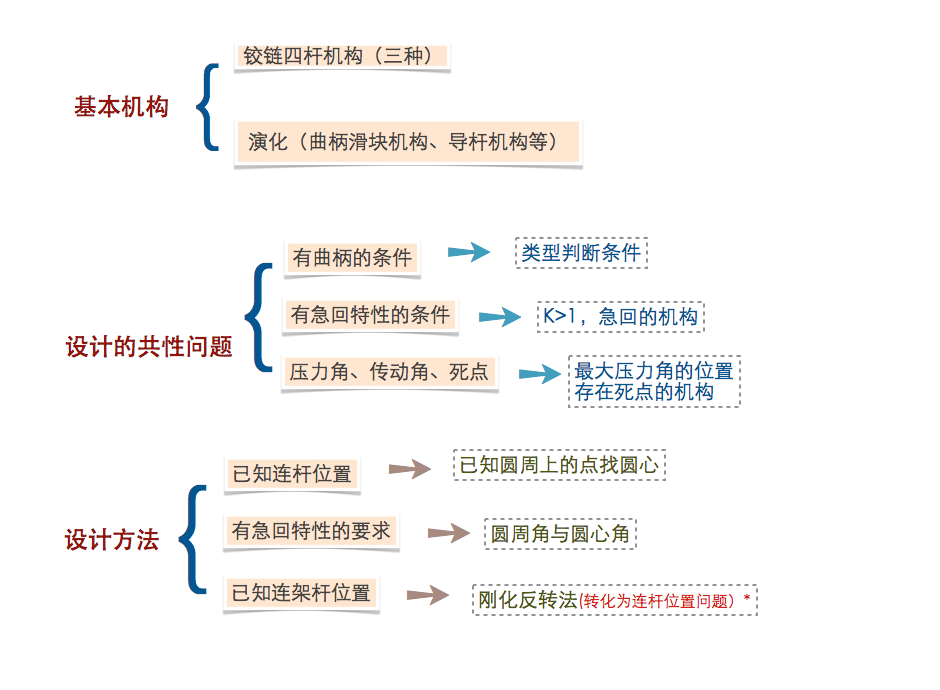 铰链四杆机构（三种）
基本机构
演化（曲柄滑块机构、导杆机构等）
有曲柄的条件
类型判断条件
有急回特性的条件
K>1，急回的机构
设计的共性问题
压力角、传动角、死点
最大压力角的位置
存在死点的机构
已知连杆位置
已知圆周上的点找圆心
有急回特性的要求
圆周角与圆心角
设计方法
已知连架杆位置
刚化反转法(转化为连杆位置问题）*